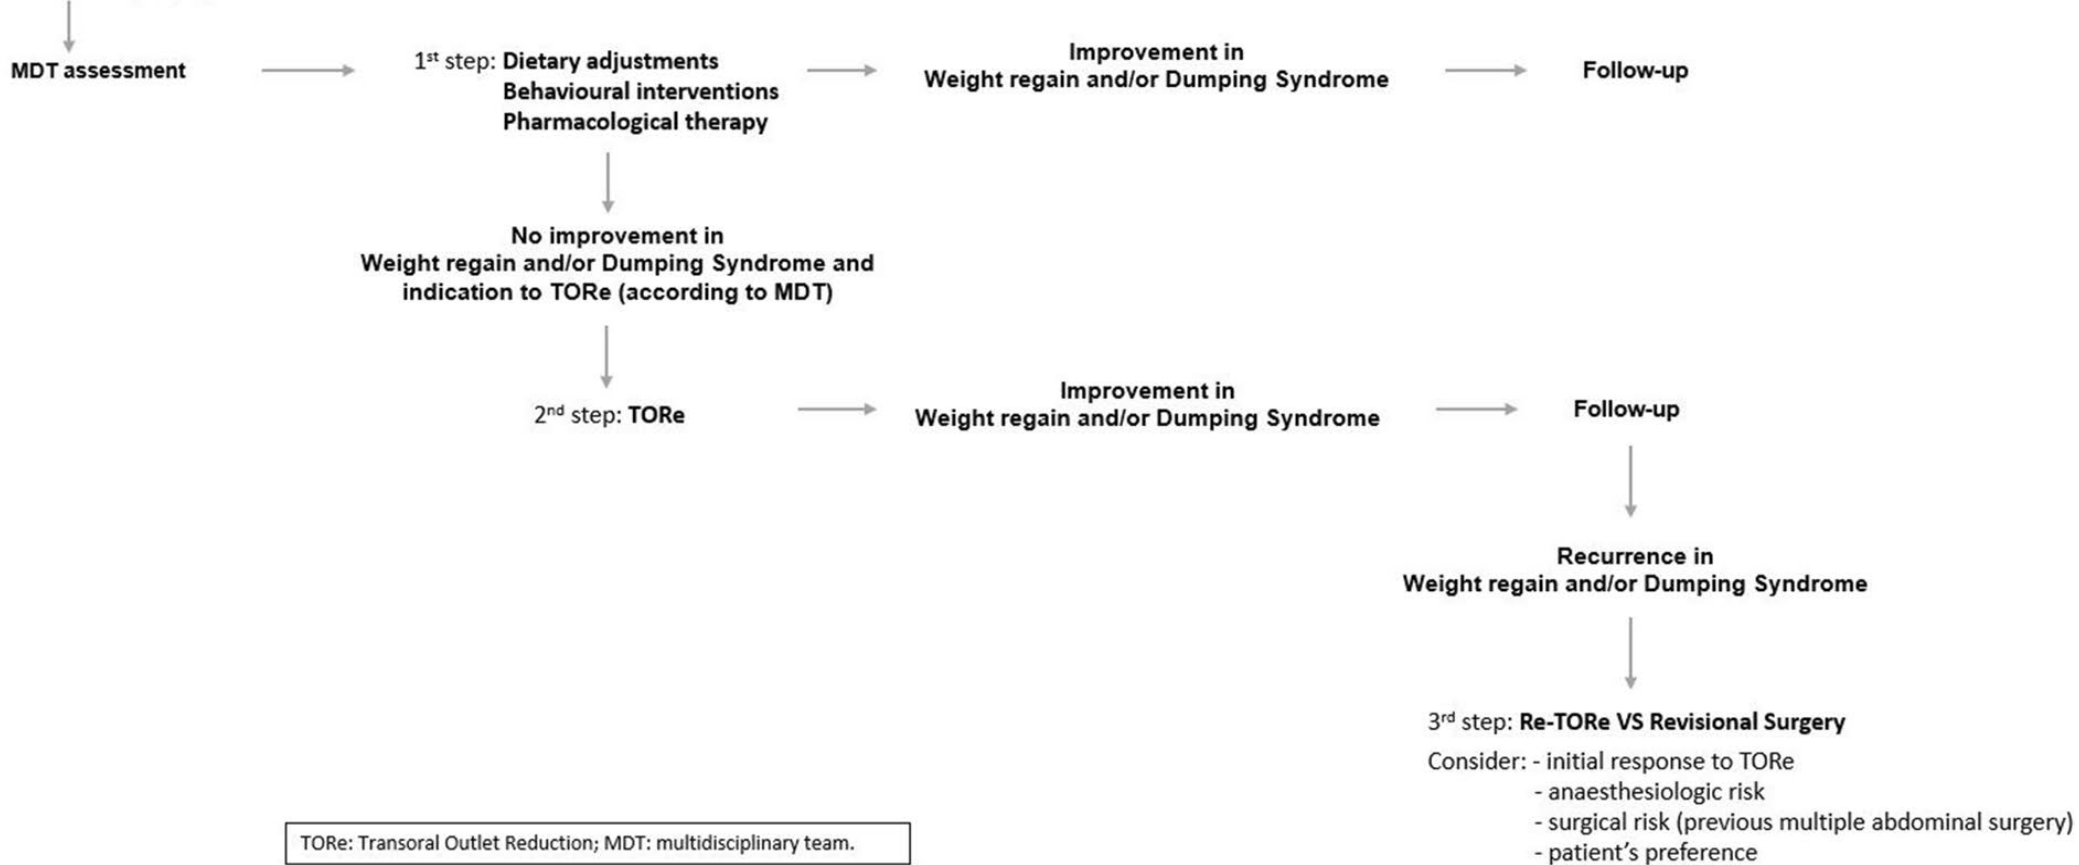 MDT assessment
1st step: Dietary adjustments
Behavioural interventions
Pharmacological therapy
Improvement in
Weight regain and/or Dumping Syndrome
Follow-up
No improvement in
Weight regain and/or Dumping Syndrome and
indication to TORe (according to MDT)
2nd step: TORe
Improvement in
Weight regain and/or Dumping Syndrome
Follow-up
Recurrence in
Weight regain and/or Dumping Syndrome
3rd step: Re-TORe VS Revisional Surgery
Consider: - initial response to TORe
- anaesthesiologic risk
- surgical risk (previous multiple abdominal surgery)
- patient's preference
TORe: Transoral Outlet Reduction; MDT: multidisciplinary team.